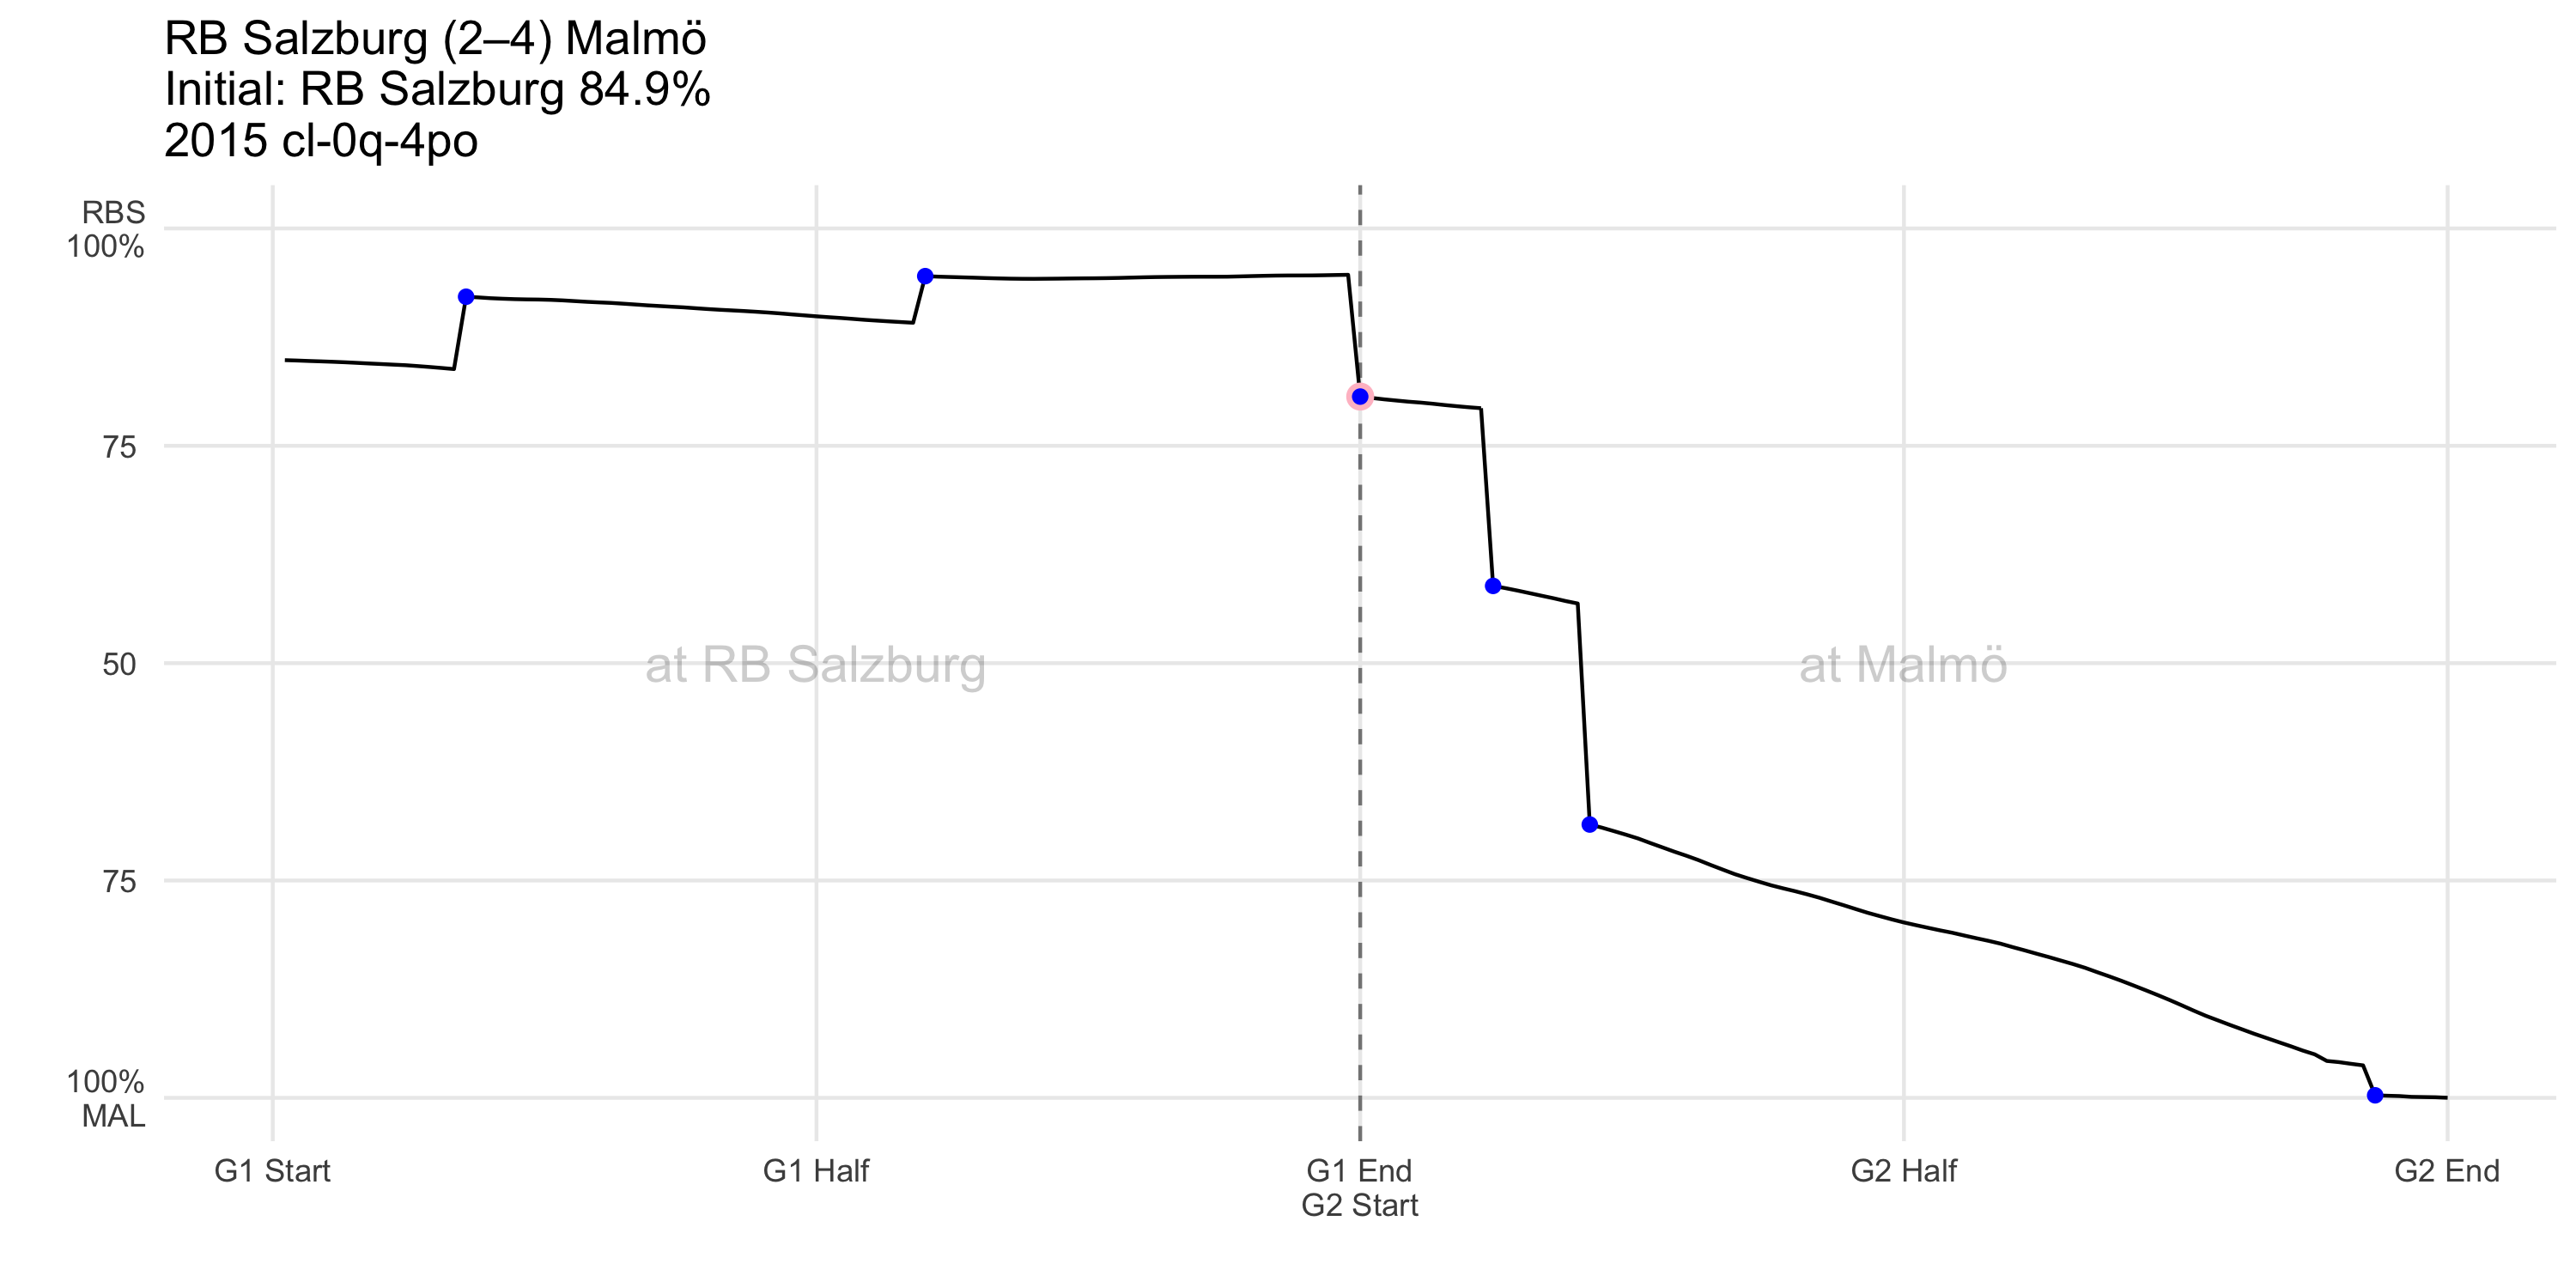 RB Salzburg (2–4) Malmö
Initial: RB Salzburg 84.9%
2015 cl-0q-4po
RBS
100%
75
50
75
100%
MAL
at RB Salzburg
at Malmö
G1 Start
G1 Half
G1 End
G2 Start
G2 Half
G2 End